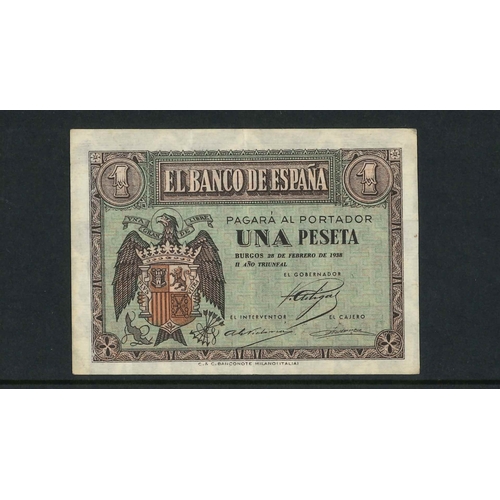 1 EL BANCO DE ESPAÑA 1
UNA GRANDE LIBRE
PAGARÁ AL PORTADOR
UNA PESETA
BURGOS 28 DE FEBRERO DE 1938
II AÑO TRIUNFAL
EL GOBERNADOR
EL INTERVENTOR EL CAJERO
MILANO (ITALIA)